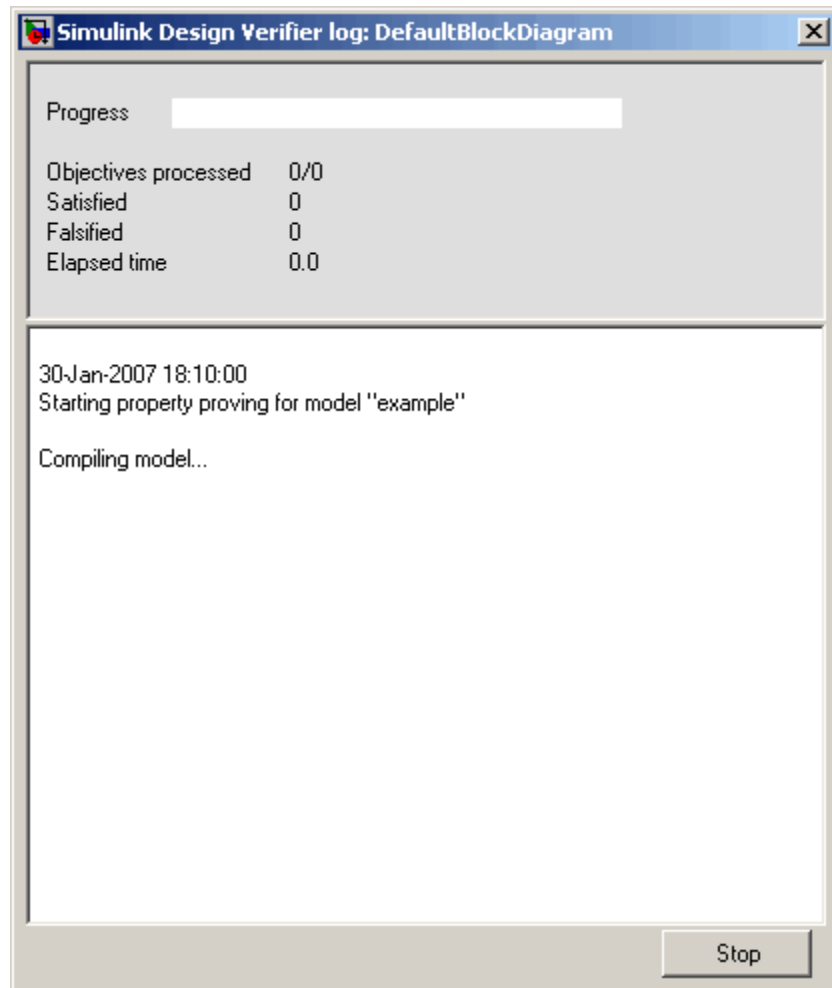 Simulink Design Verifier log: DefaultBlockDiagram
Progress
Objectives processed 0/0
Satisfied 0
Falsified 0
Elapsed time 0.0
30-Jan-2007 18:10:00
Starting property proving for model "example"
Compiling model...
Stop